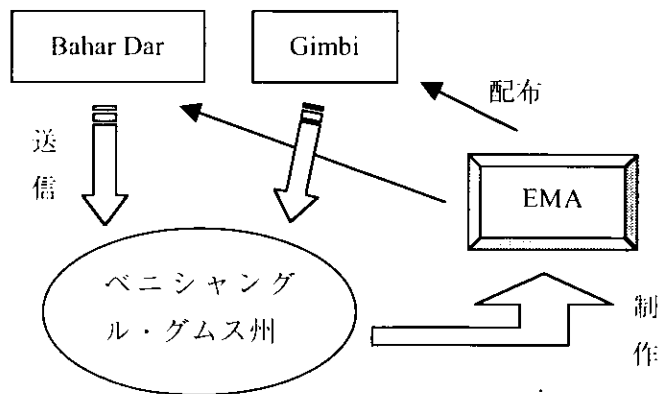 Bahar Dar
Gimbi
配布
送
信
EMA
ベニシャング
ル・グムス州
制
作